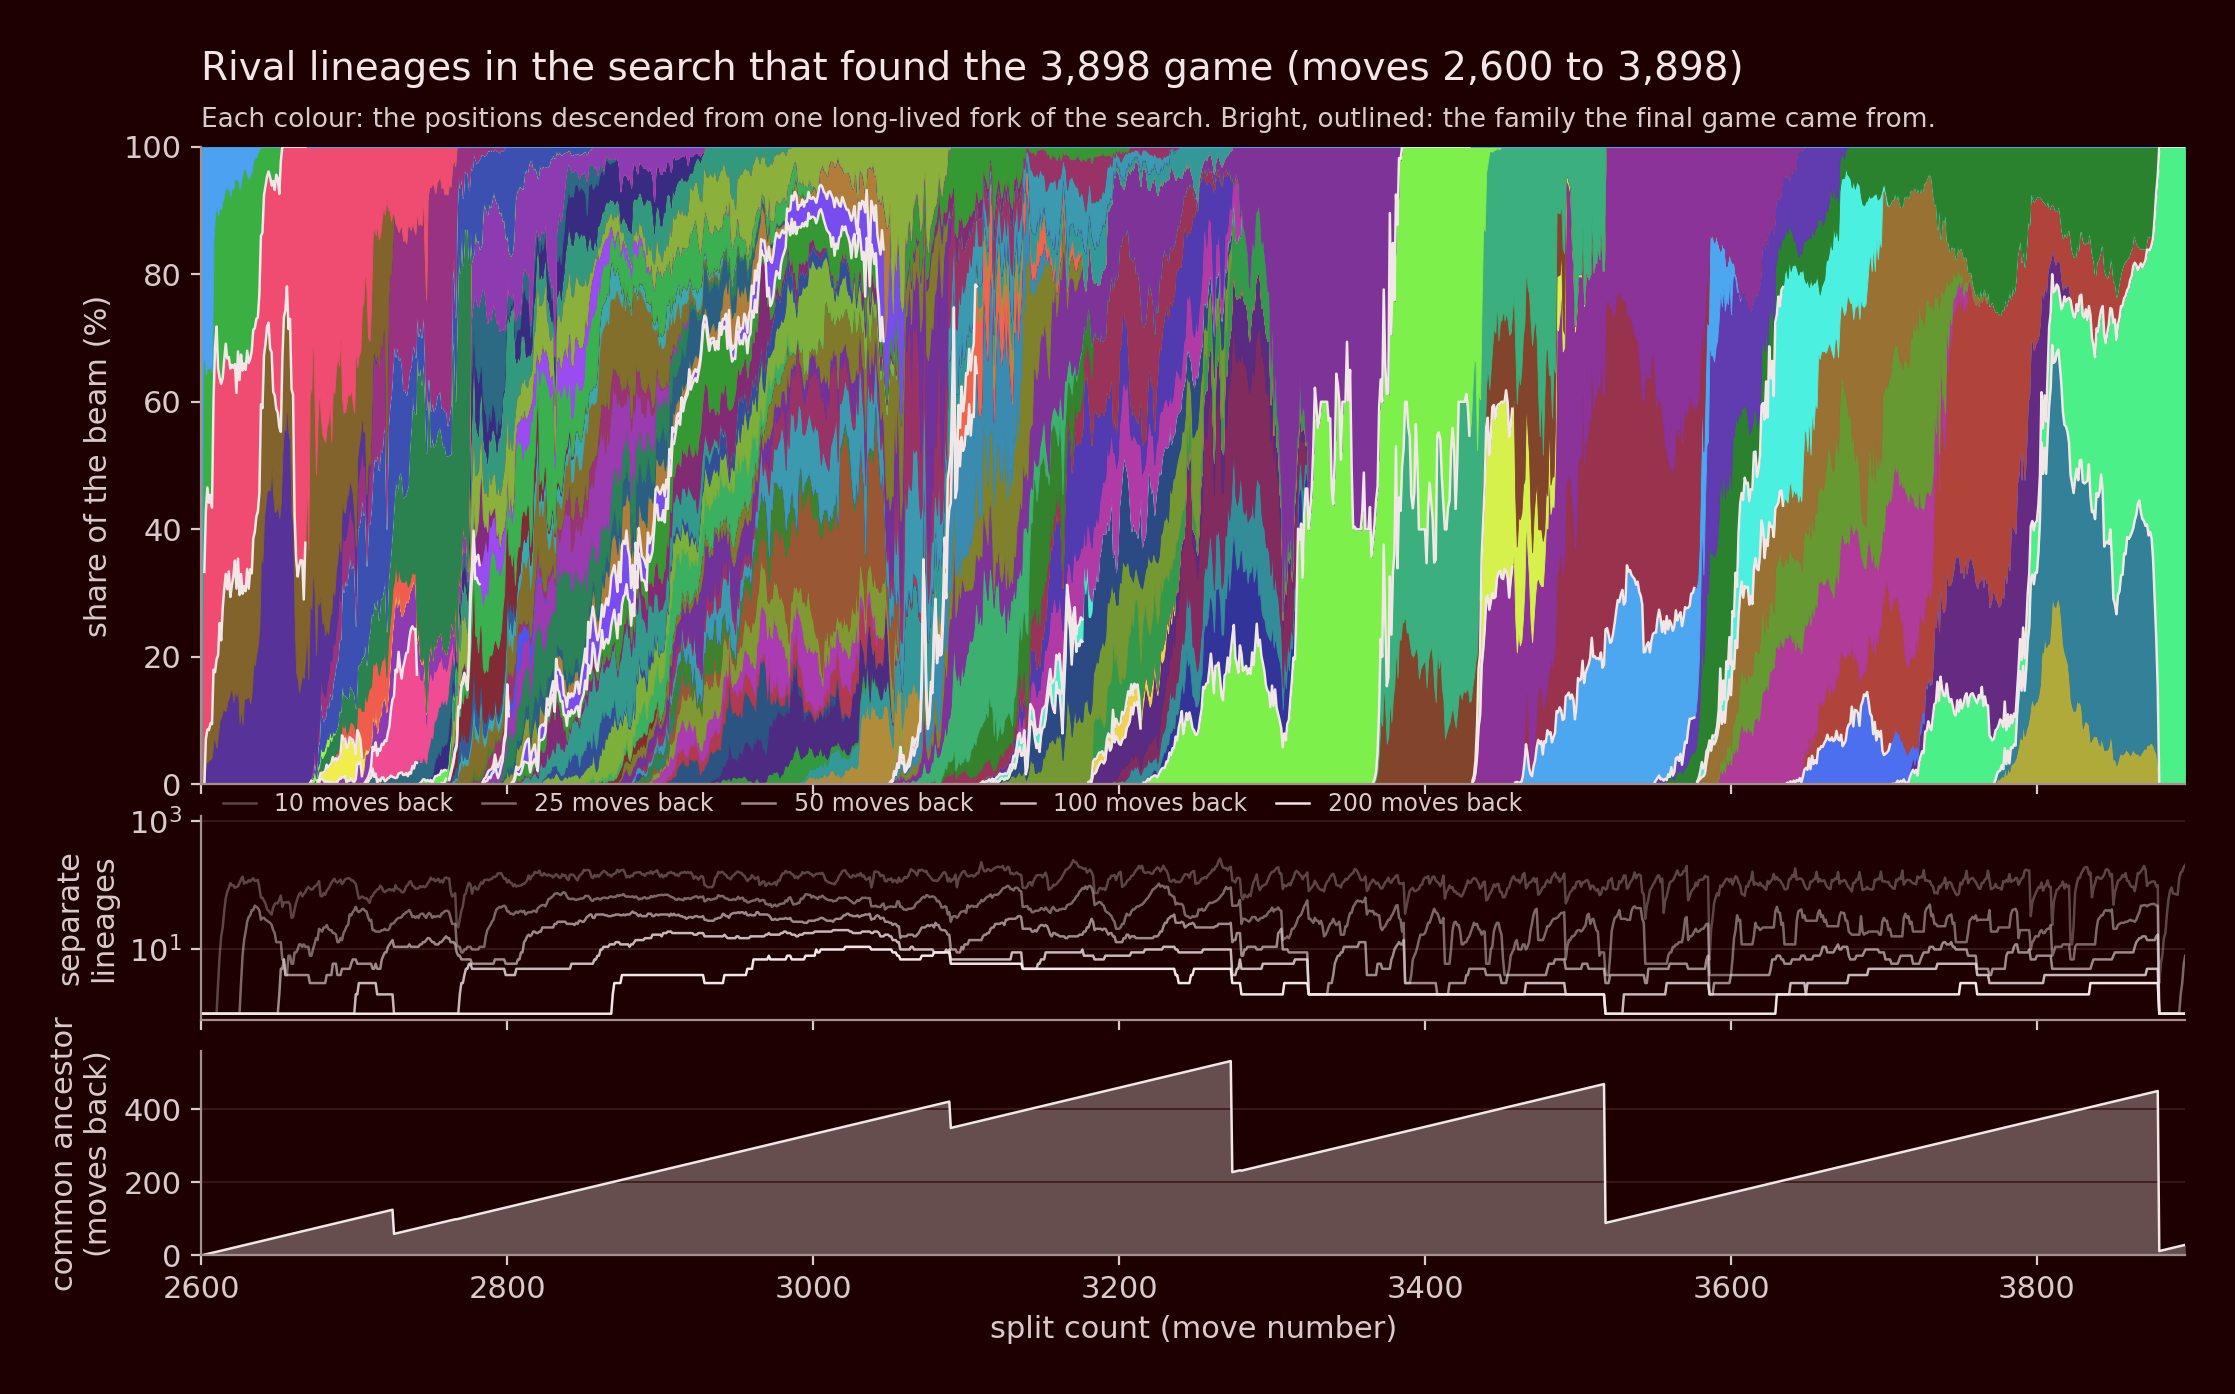 Rival lineages in the search that found the 3,898 game (moves 2,600 to 3,898)
Each colour: the positions descended from one long-lived fork of the search. Bright, outlined: the family the final game came from.
100
80
60
40
20
0
share of the beam (%)
10 moves back
25 moves back
50 moves back
100 moves back
200 moves back
10³
10¹
separate
lineages
400
200
0
common ancestor
(moves back)
2600
2800
3000
3200
3400
3600
3800
split count (move number)